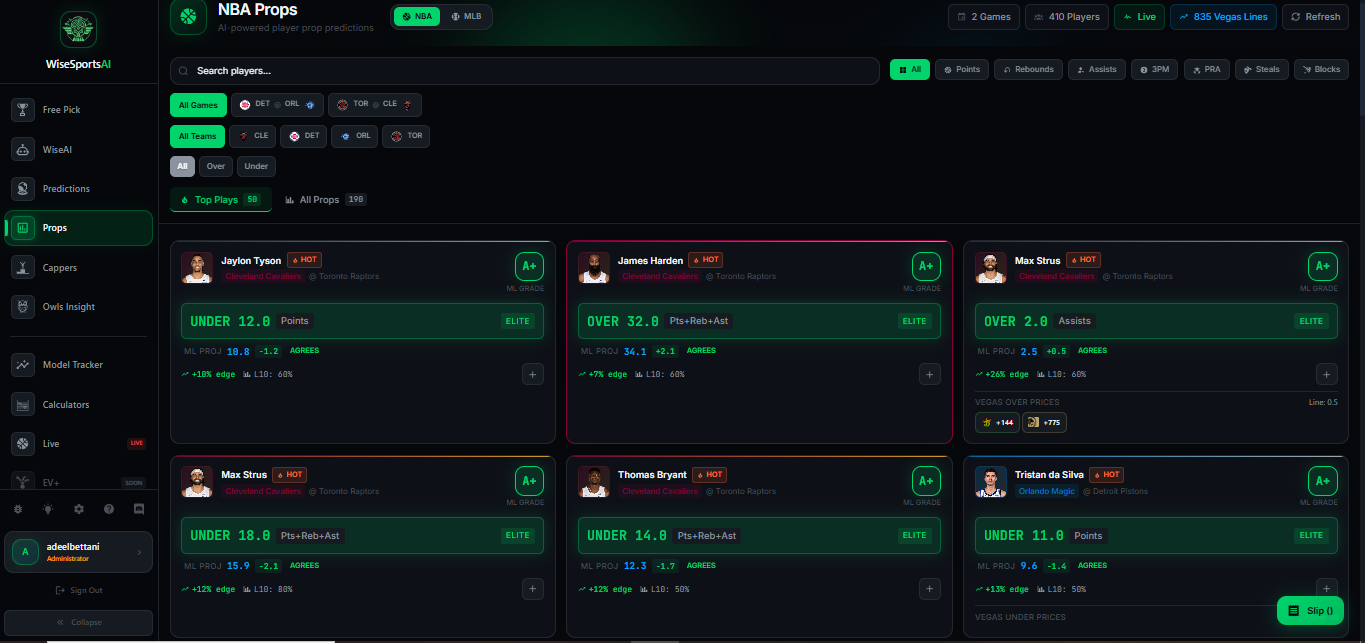 WiseSportsAI
Free Pick
WiseAI
Predictions
Props
Cappers
Owls Insight
Model Tracker
Calculators
Live LIVE
EV+ SOON
A adeelbettani
Administrator
Sign Out
« Collapse
NBA Props
AI-powered player prop predictions
NBA MLB
2 Games 410 Players Live 835 Vegas Lines Refresh
Search players...
All Points Rebounds Assists 3PM PRA Steals Blocks
All Games DET @ ORL TOR @ CLE
All Teams CLE DET ORL TOR
All Over Under
Top Plays 50 All Props 190
Jaylon Tyson HOT A+
Cleveland Cavaliers @ Toronto Raptors
ML GRADE
UNDER 12.0 Points ELITE
ML PROJ 10.8 -1.2 AGREES
+10% edge L10: 60% +
James Harden HOT A+
Cleveland Cavaliers @ Toronto Raptors
ML GRADE
OVER 32.0 Pts+Reb+Ast ELITE
ML PROJ 34.1 +2.1 AGREES
+7% edge L10: 60% +
Max Strus HOT A+
Cleveland Cavaliers @ Toronto Raptors
ML GRADE
OVER 2.0 Assists ELITE
ML PROJ 2.5 +0.5 AGREES
+26% edge L10: 60% +
VEGAS OVER PRICES Line: 0.5
+144 +775
Max Strus HOT A+
Cleveland Cavaliers @ Toronto Raptors
ML GRADE
UNDER 18.0 Pts+Reb+Ast ELITE
ML PROJ 15.9 -2.1 AGREES
+12% edge L10: 80% +
Thomas Bryant HOT A+
Cleveland Cavaliers @ Toronto Raptors
ML GRADE
UNDER 14.0 Pts+Reb+Ast ELITE
ML PROJ 12.3 -1.7 AGREES
+12% edge L10: 50% +
Tristan da Silva HOT A+
Orlando Magic @ Detroit Pistons
ML GRADE
UNDER 11.0 Points ELITE
ML PROJ 9.6 -1.4 AGREES
+13% edge L10: 50% +
VEGAS UNDER PRICES
Slip ()